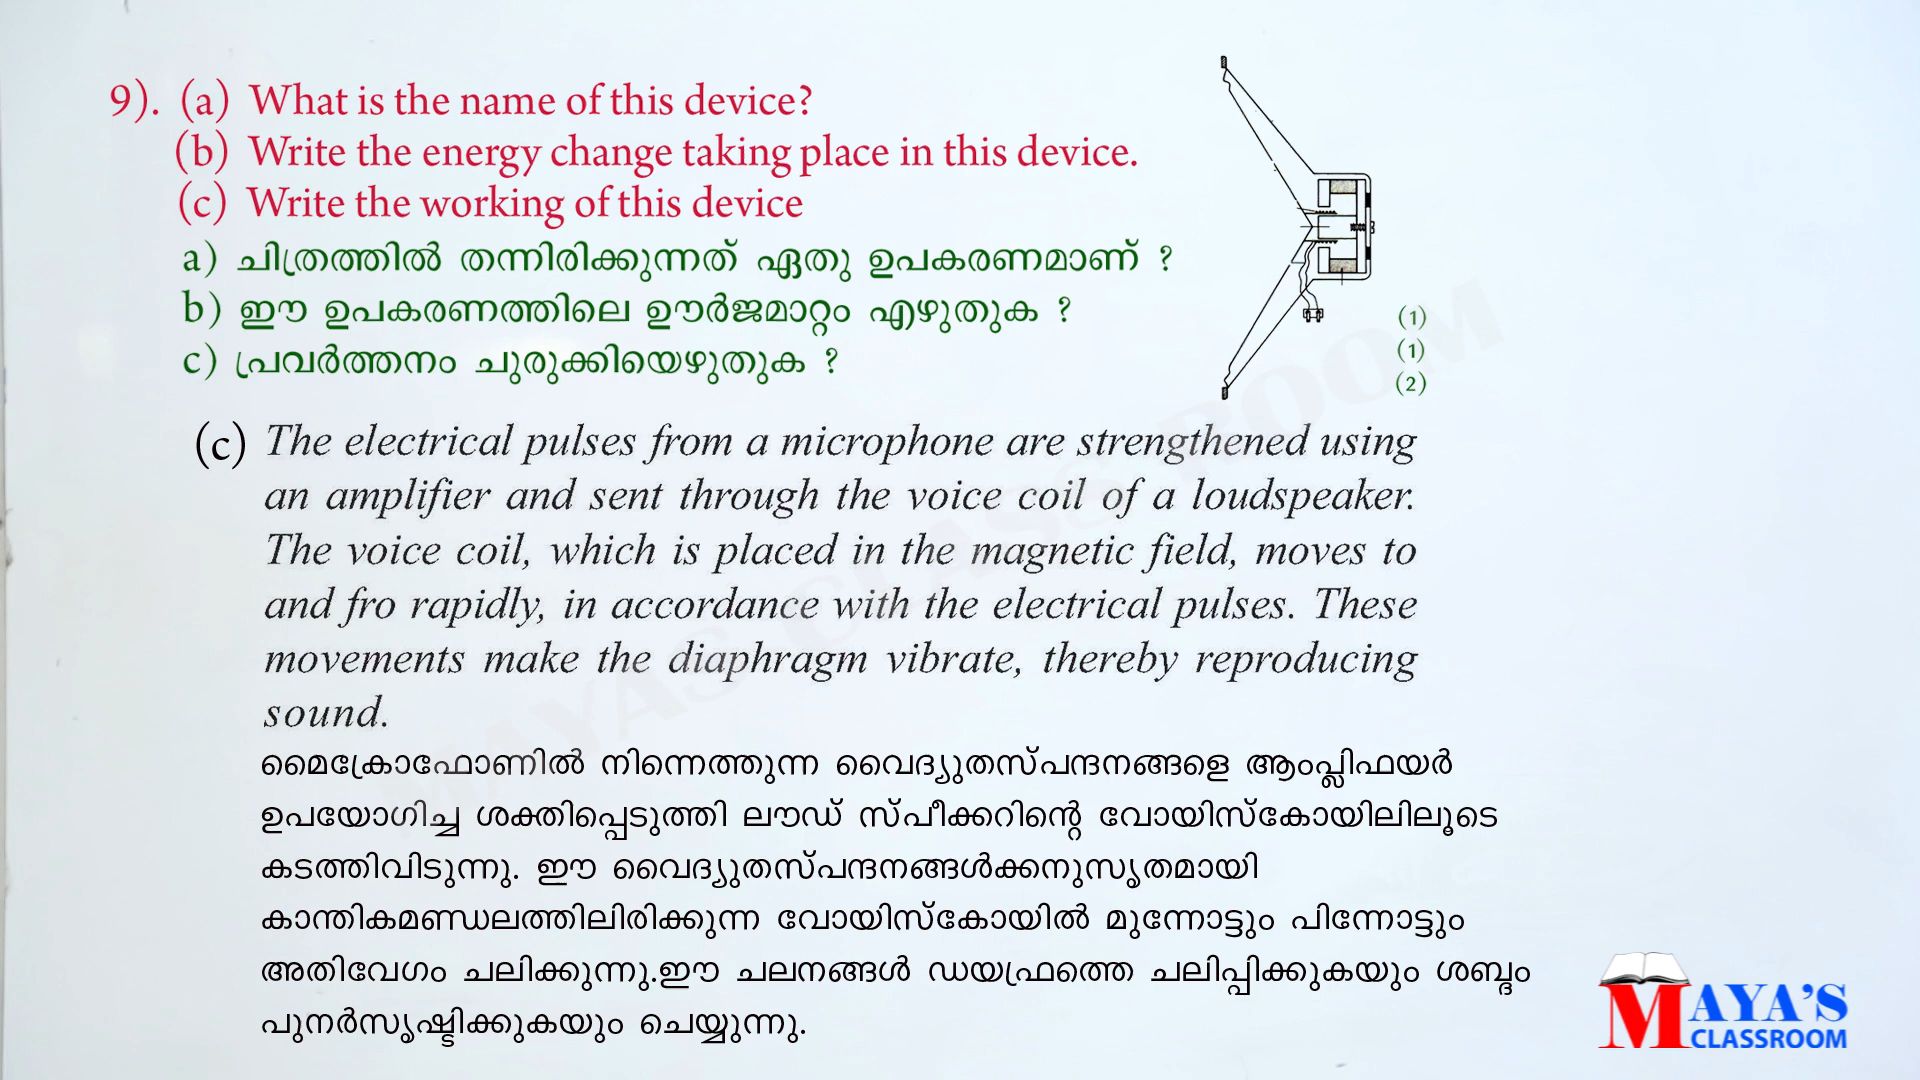 9). (a) What is the name of this device?
(b) Write the energy change taking place in this device.
(c) Write the working of this device
a) ചിത്രത്തിൽ തന്നിരിക്കുന്നത് ഏതു ഉപകരണമാണ് ?
b) ഈ ഉപകരണത്തിലെ ഊർജമാറ്റം എഴുതുക ?
c) പ്രവർത്തനം ചുരുക്കിയെഴുതുക ?
(1)
(1)
(2)
(c) The electrical pulses from a microphone are strengthened using
an amplifier and sent through the voice coil of a loudspeaker.
The voice coil, which is placed in the magnetic field, moves to
and fro rapidly, in accordance with the electrical pulses. These
movements make the diaphragm vibrate, thereby reproducing
sound.
മൈക്രോഫോണിൽ നിന്നെത്തുന്ന വൈദ്യുതസ്പന്ദനങ്ങളെ ആംപ്ലിഫയർ
ഉപയോഗിച്ച ശക്തിപ്പെടുത്തി ലൗഡ് സ്പീക്കറിന്റെ വോയിസ്കോയിലിലൂടെ
കടത്തിവിടുന്നു. ഈ വൈദ്യുതസ്പന്ദനങ്ങൾക്കനുസൃതമായി
കാന്തികമണ്ഡലത്തിലിരിക്കുന്ന വോയിസ്കോയിൽ മുന്നോട്ടും പിന്നോട്ടും
അതിവേഗം ചലിക്കുന്നു.ഈ ചലനങ്ങൾ ഡയഫ്രത്തെ ചലിപ്പിക്കുകയും ശബ്ദം
പുനർസൃഷ്ടിക്കുകയും ചെയ്യുന്നു.
MAYAS CLASS ROOM
MAYA'S
CLASSROOM